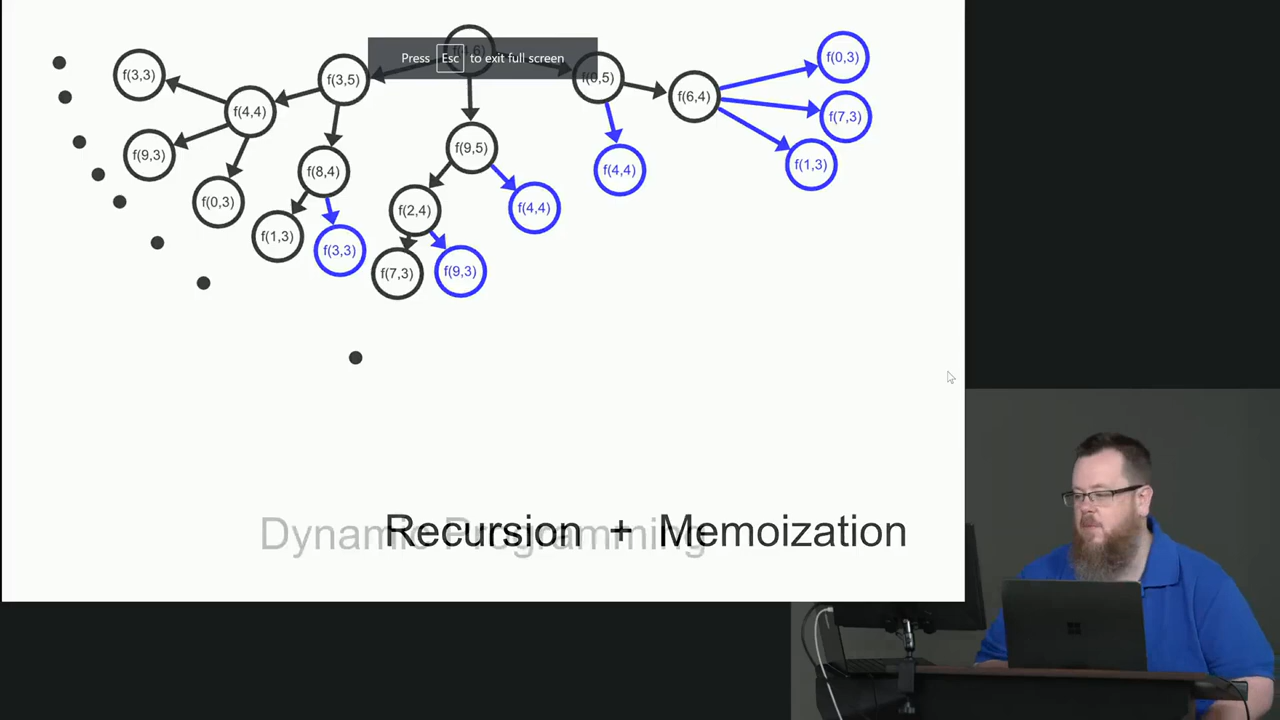 Press Esc to exit full screen
f(0,3)
f(3,3)
f(3,5)
f(0,5)
f(6,4)
f(7,3)
f(4,4)
f(9,3)
f(8,4)
f(9,5)
f(4,4)
f(1,3)
f(0,3)
f(2,4)
f(4,4)
f(1,3)
f(3,3)
f(7,3)
f(9,3)
Dynamic Programming
Recursion + Memoization